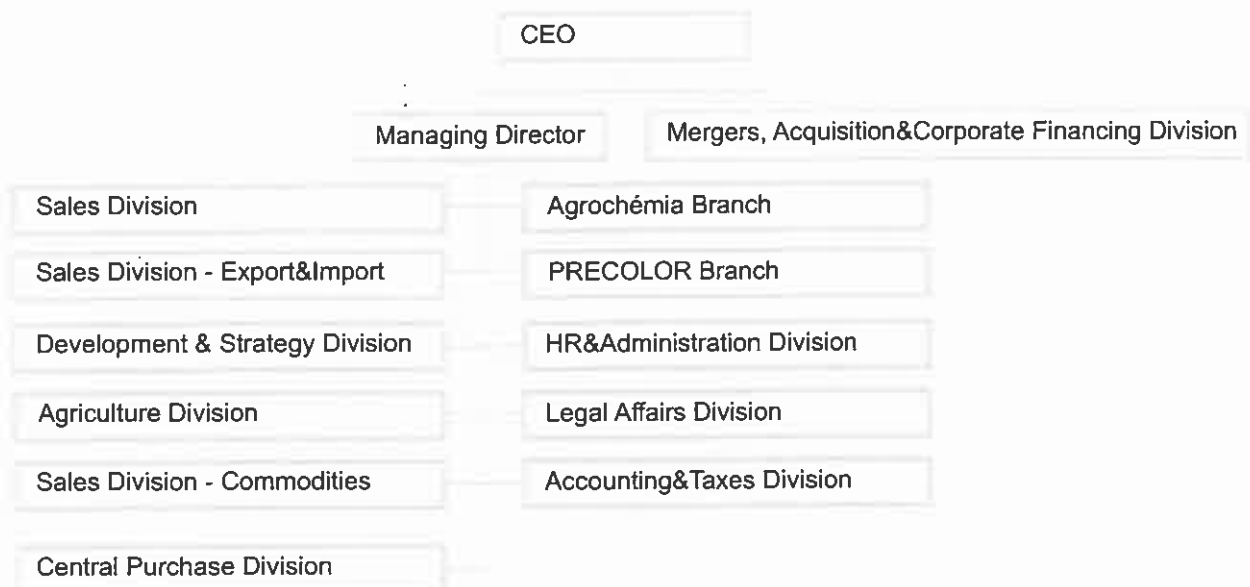 CEO
Managing Director
Mergers, Acquisition&Corporate Financing Division
Sales Division
Agrochémia Branch
Sales Division - Export&Import
PRECOLOR Branch
Development & Strategy Division
HR&Administration Division
Agriculture Division
Legal Affairs Division
Sales Division - Commodities
Accounting&Taxes Division
Central Purchase Division